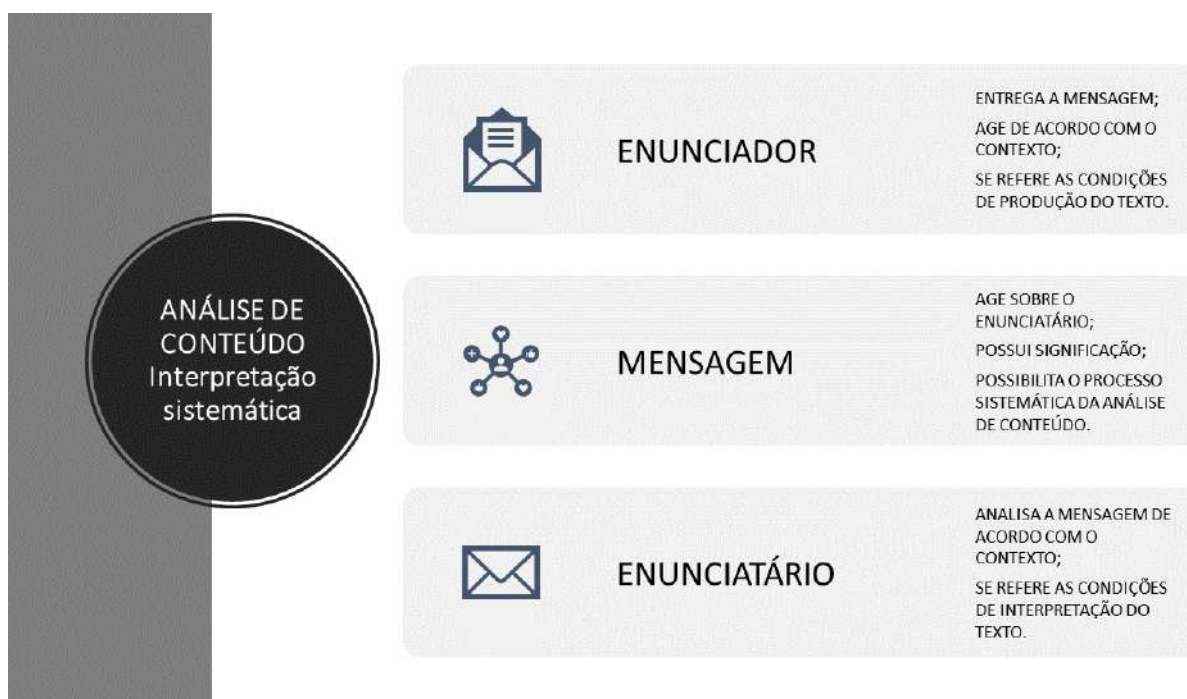 ANÁLISE DE
CONTEÚDO
Interpretação
sistemática
ENUNCIADOR
ENTREGA A MENSAGEM;
AGE DE ACORDO COM O
CONTEXTO;
SE REFERE AS CONDIÇÕES
DE PRODUÇÃO DO TEXTO.
MENSAGEM
AGE SOBRE O
ENUNCIATÁRIO;
POSSUI SIGNIFICAÇÃO;
POSSIBILITA O PROCESSO
SISTEMÁTICA DA ANÁLISE
DE CONTEÚDO.
ENUNCIATÁRIO
ANALISA A MENSAGEM DE
ACORDO COM O
CONTEXTO;
SE REFERE AS CONDIÇÕES
DE INTERPRETAÇÃO DO
TEXTO.